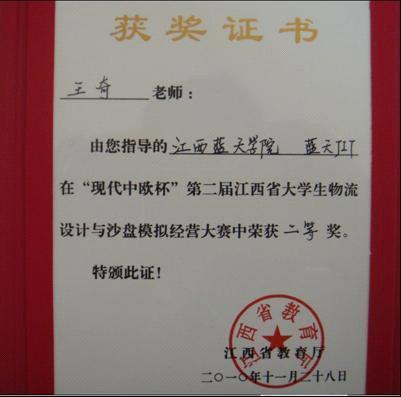 获奖证书
王奇 老师：
由您指导的 江西蓝天学院 蓝天JIT
在“现代中欧杯”第二届江西省大学生物流
设计与沙盘模拟经营大赛中荣获 二等 奖。
特颁此证！
江西省教育厅
江西省教育厅
二○一○年十一月二十八日